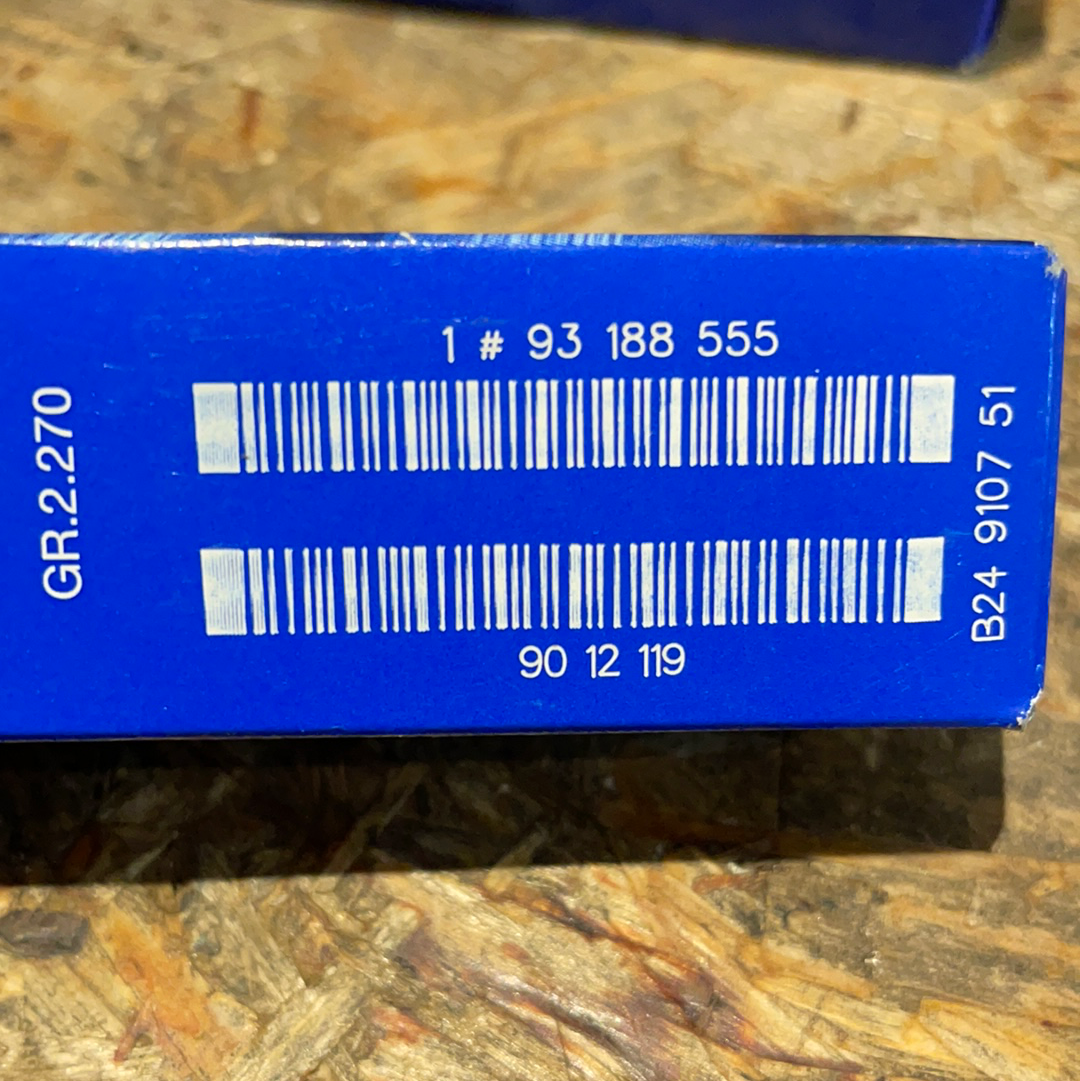 GR.2.270
1 # 93 188 555
90 12 119
B24 9107 51